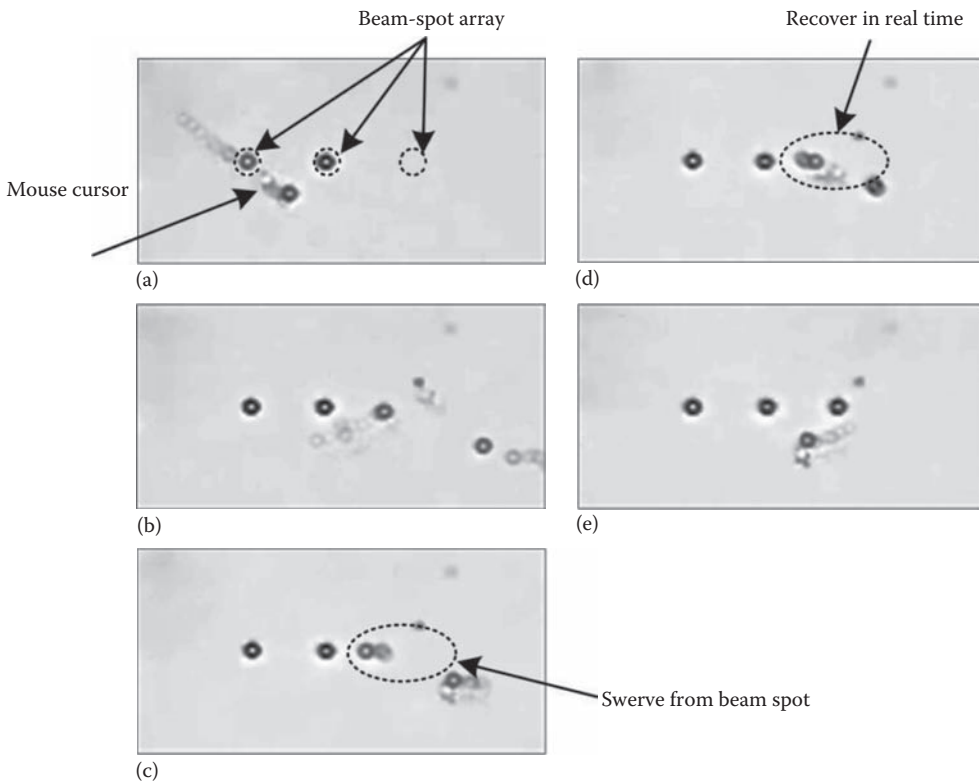 Beam-spot array
Recover in real time
Mouse cursor
(a)
(d)
(b)
(e)
Swerve from beam spot
(c)